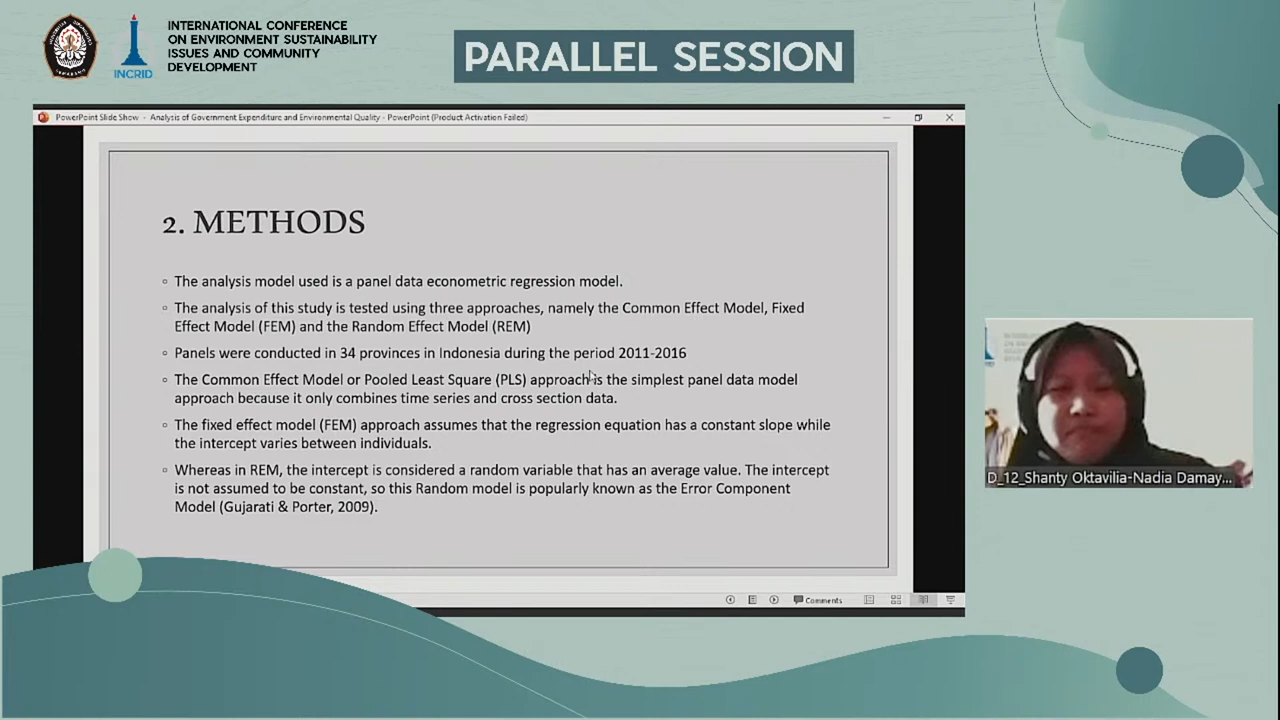 INTERNATIONAL CONFERENCE
ON ENVIRONMENT SUSTAINABILITY
ISSUES AND COMMUNITY
DEVELOPMENT
INCRID
PARALLEL SESSION
PowerPoint Slide Show - Analysis of Government Expenditure and Environmental Quality - PowerPoint (Product Activation Failed)
2. METHODS
The analysis model used is a panel data econometric regression model.
The analysis of this study is tested using three approaches, namely the Common Effect Model, Fixed
Effect Model (FEM) and the Random Effect Model (REM)
Panels were conducted in 34 provinces in Indonesia during the period 2011-2016
The Common Effect Model or Pooled Least Square (PLS) approach is the simplest panel data model
approach because it only combines time series and cross section data.
The fixed effect model (FEM) approach assumes that the regression equation has a constant slope while
the intercept varies between individuals.
Whereas in REM, the intercept is considered a random variable that has an average value. The intercept
is not assumed to be constant, so this Random model is popularly known as the Error Component
Model (Gujarati & Porter, 2009).
Comments
D_12_Shanty Oktavilia-Nadia Damay...